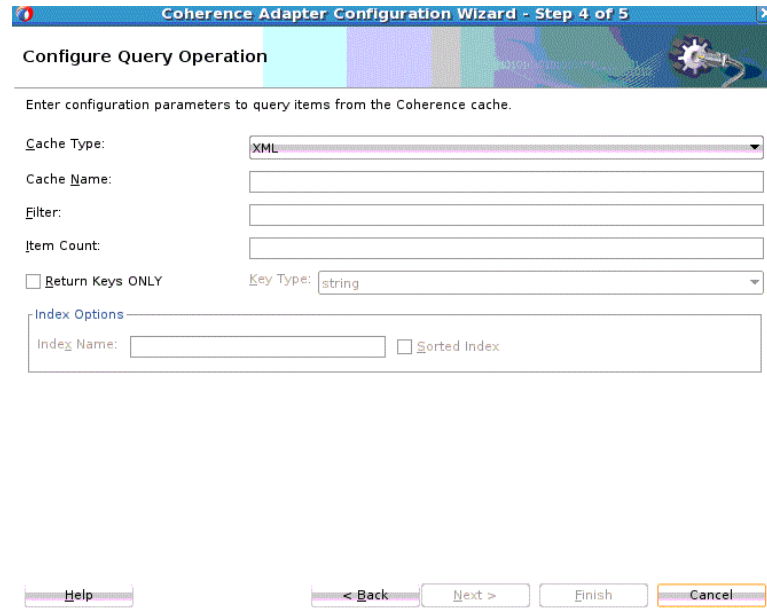 Coherence Adapter Configuration Wizard - Step 4 of 5
Configure Query Operation
Enter configuration parameters to query items from the Coherence cache.
Cache Type: XML
Cache Name:
Filter:
Item Count:
Return Keys ONLY Key Type: string
Index Options
Index Name: Sorted Index
Help < Back Next > Finish Cancel